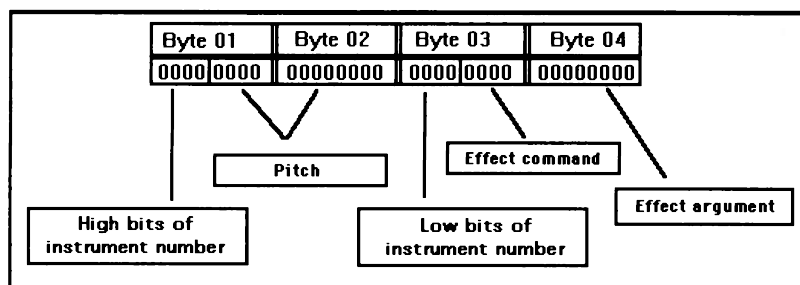 Byte 01 Byte 02 Byte 03 Byte 04
0000 0000 00000000 0000 0000 00000000
Pitch
Effect command
Effect argument
High bits of
instrument number
Low bits of
instrument number